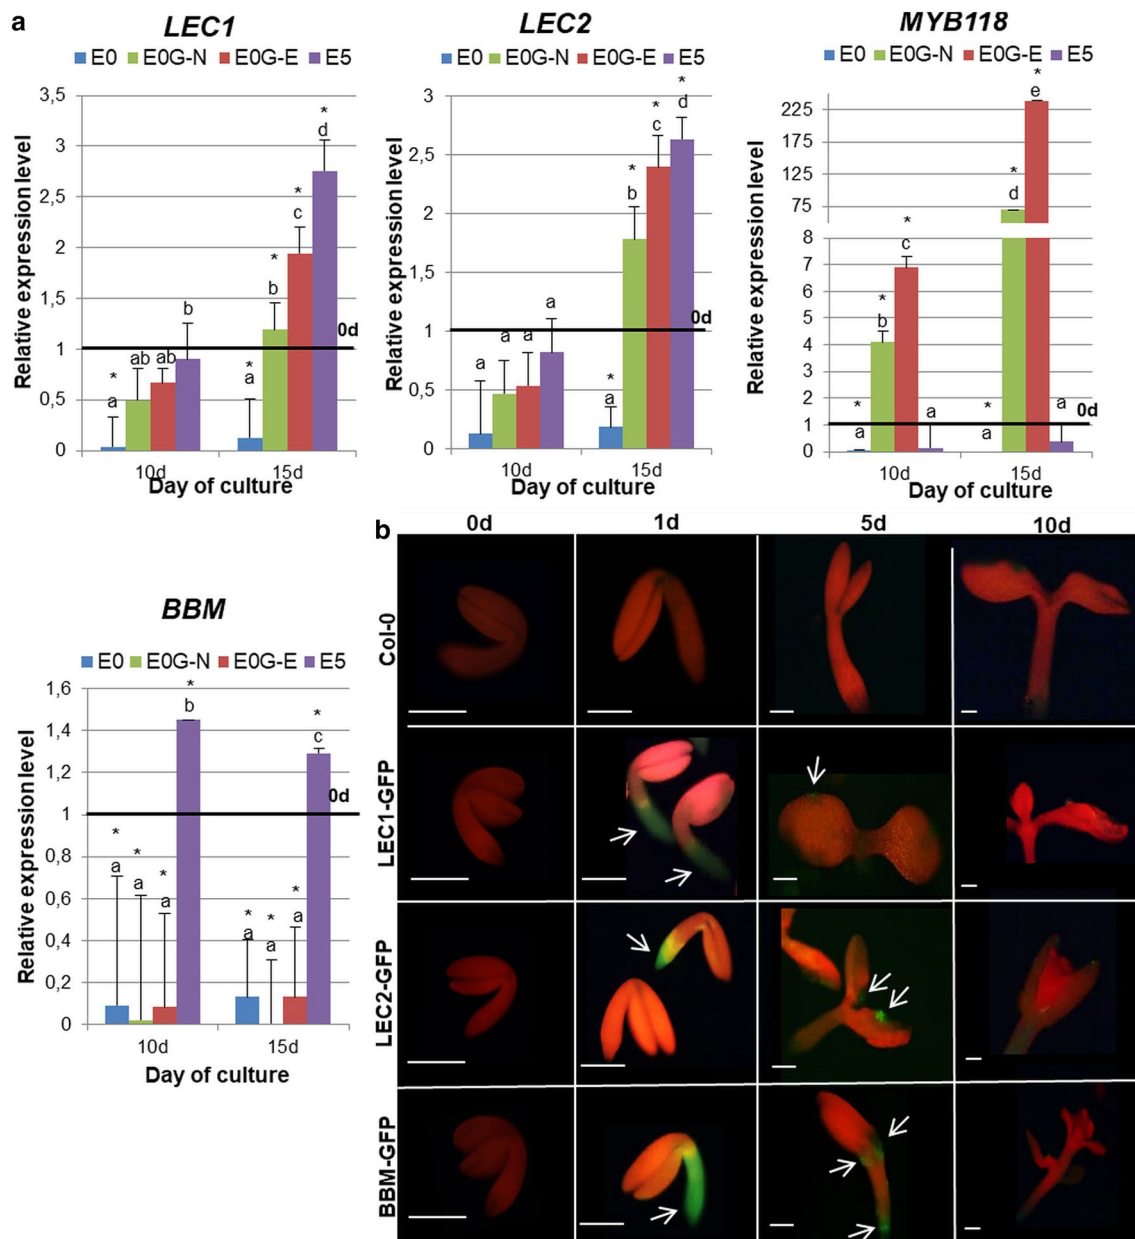 a
LEC1
E0 E0G-N E0G-E E5
Relative expression level
3,5
3
2,5
2
1,5
1
0,5
0
* a
ab
ab
b
* a
* b
* c
* d
0d
10d 15d
Day of culture
LEC2
E0 E0G-N E0G-E E5
Relative expression level
3
2,5
2
1,5
1
0,5
0
a
a
a
a
* a
* b
* c
* d
0d
10d 15d
Day of culture
MYB118
E0 E0G-N E0G-E E5
Relative expression level
225
175
125
75
8
7
6
5
4
3
2
1
0
* a
* b
* c
a
* a
* d
* e
a
0d
10d 15d
Day of culture
BBM
E0 E0G-N E0G-E E5
Relative expression level
1,6
1,4
1,2
1
0,8
0,6
0,4
0,2
0
* a
* a
* a
* b
* a
* a
* a
* c
0d
10d 15d
Day of culture
b
0d 1d 5d 10d
Col-0
LEC1-GFP
LEC2-GFP
BBM-GFP